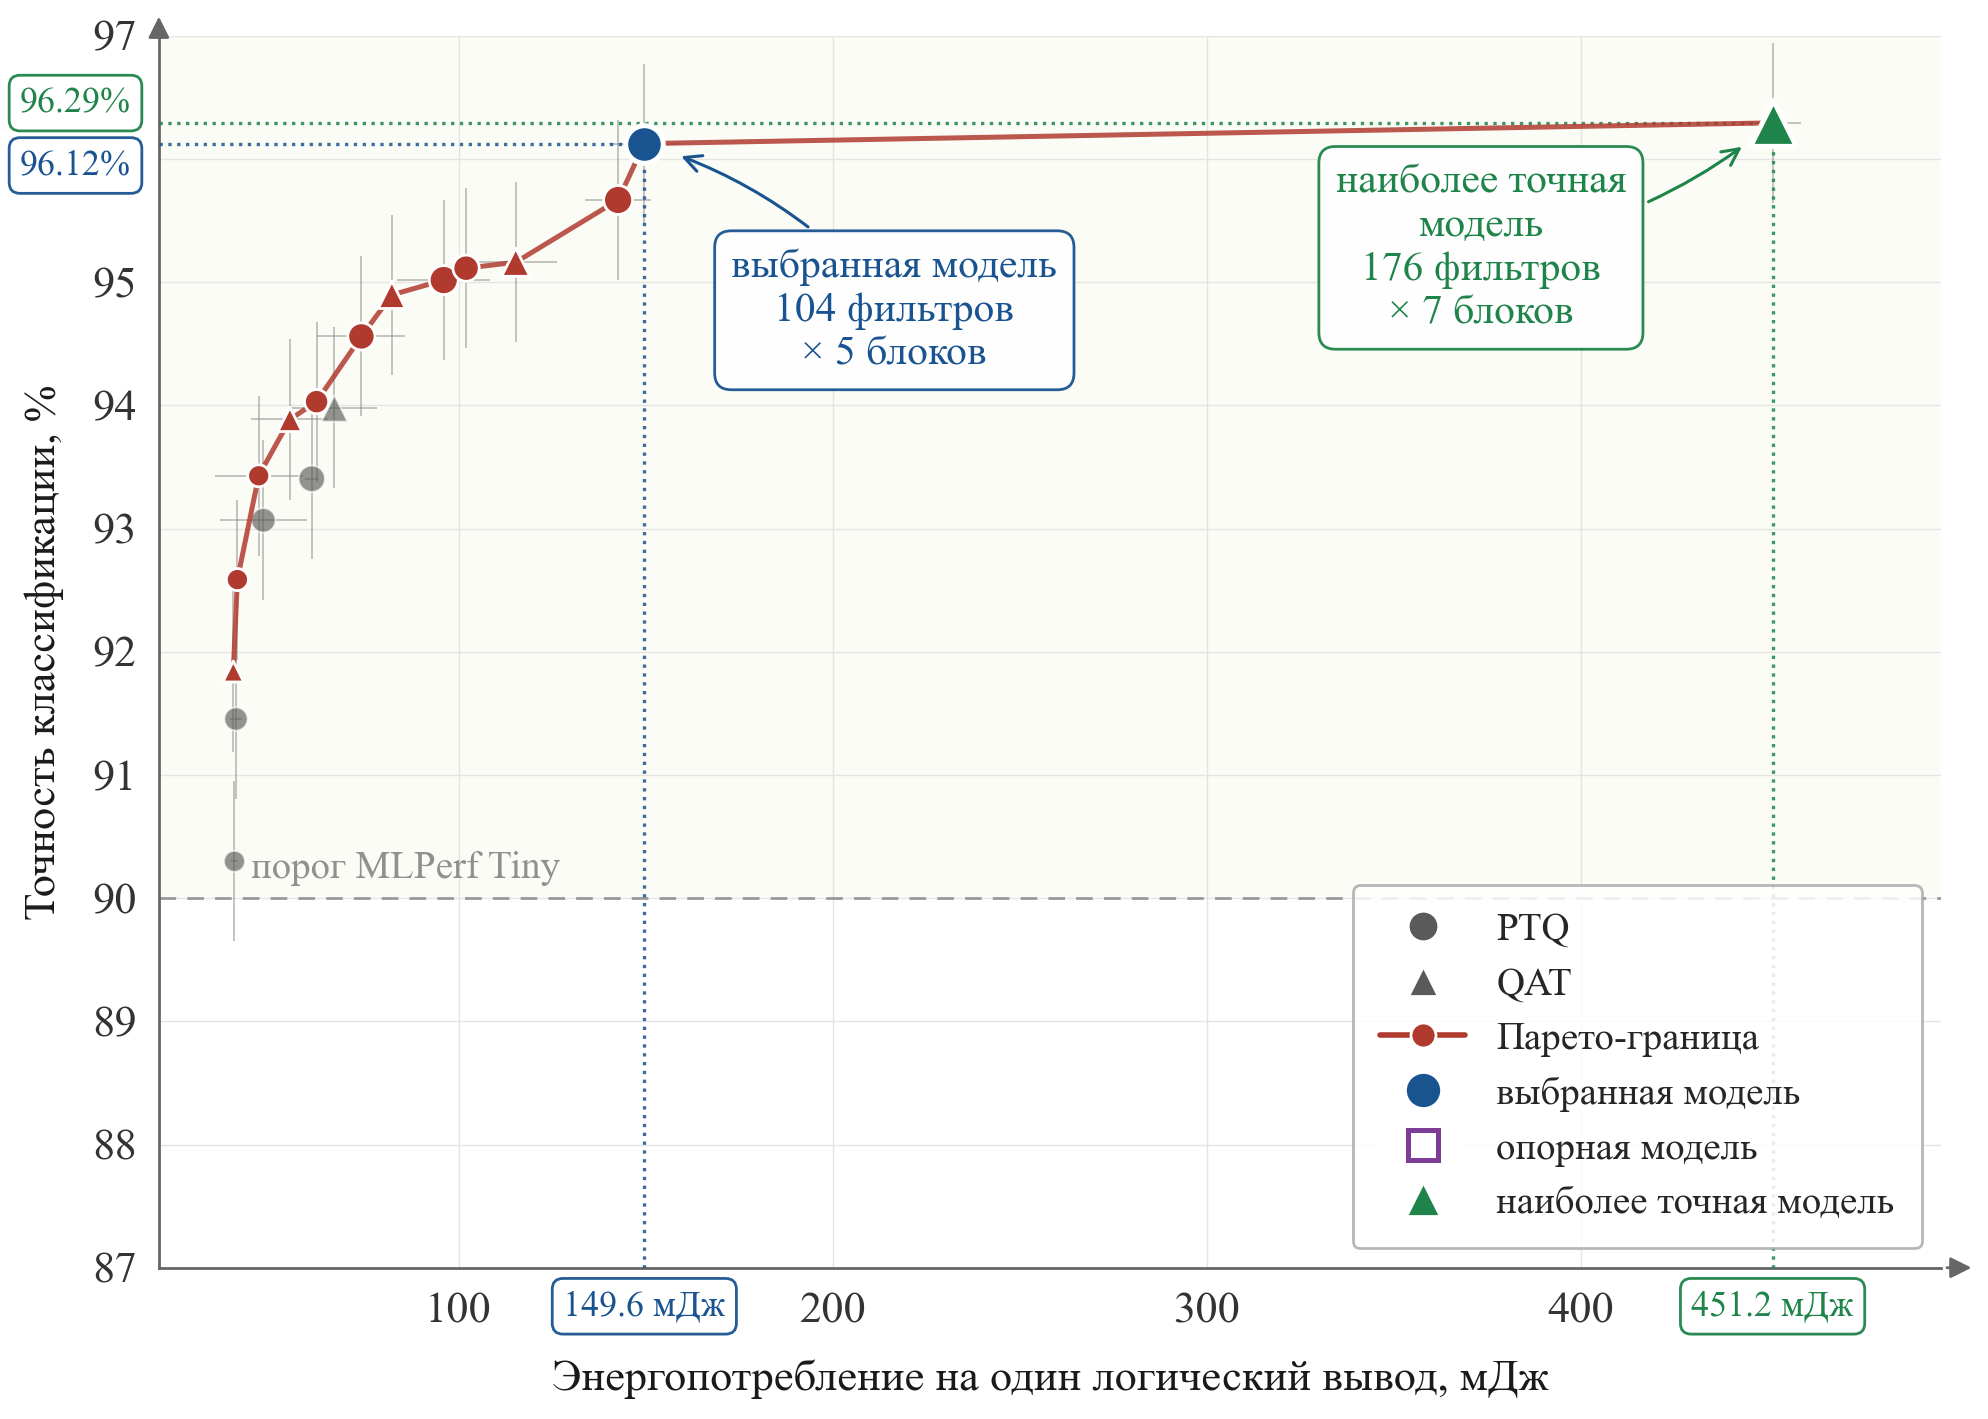 97
96.29%
96.12%
95
94
93
92
91
90
89
88
87
Точность классификации, %
выбранная модель
104 фильтров
× 5 блоков
наиболее точная
модель
176 фильтров
× 7 блоков
порог MLPerf Tiny
PTQ
QAT
Парето-граница
выбранная модель
опорная модель
наиболее точная модель
100
149.6 мДж
200
300
400
451.2 мДж
Энергопотребление на один логический вывод, мДж